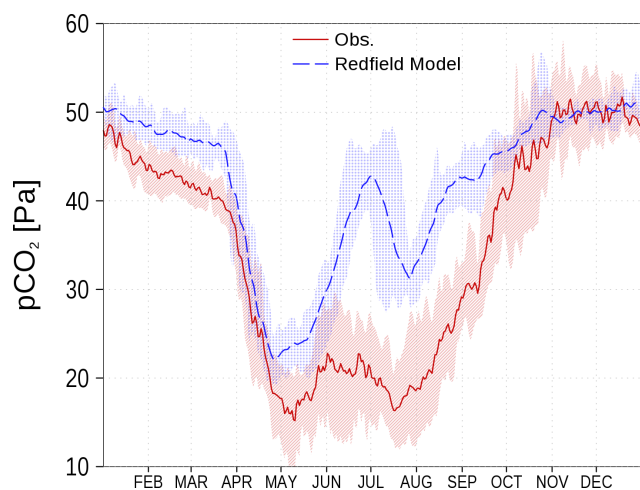 60
50
40
30
20
10
pCO₂ [Pa]
Obs.
Redfield Model
FEB MAR APR MAY JUN JUL AUG SEP OCT NOV DEC